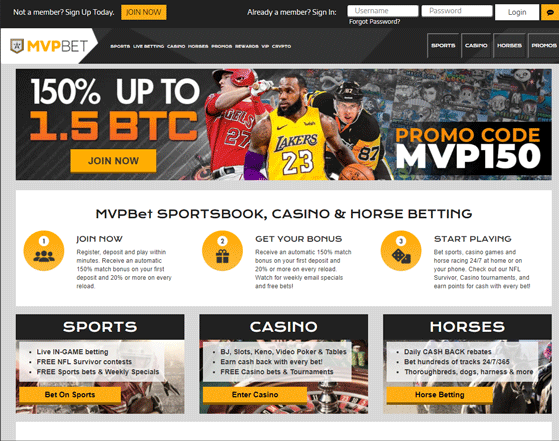 Not a member? Sign Up Today. JOIN NOW Already a member? Sign In: Username Password Login
Forgot Password?
MVPBET SPORTS LIVE BETTING CASINO HORSES PROMOS REWARDS VIP CRYPTO SPORTS CASINO HORSES PROMOS
150% UP TO
1.5 BTC
JOIN NOW
ANGELS
27
LAKERS
23
87
PROMO CODE
MVP150
MVPBet SPORTSBOOK, CASINO & HORSE BETTING
1 JOIN NOW
Register, deposit and play within
minutes. Receive an automatic
150% match bonus on your first
deposit and 20% or more on every
reload.
2 GET YOUR BONUS
Receive an automatic 150%
match bonus on your first deposit
and 20% or more on every reload.
Watch for weekly email specials
and free bets!
3 START PLAYING
Bet sports, casino games and
horse racing 24/7 at home or on
your phone. Check out our NFL
Survivor, Casino tournaments, and
earn points for cash with every bet!
SPORTS
• Live IN-GAME betting
• FREE NFL Survivor contests
• FREE Sports bets & Weekly Specials
Bet On Sports
CASINO
• BJ, Slots, Keno, Video Poker & Tables
• Earn cash back with every bet!
• FREE Casino bets & Tournaments
Enter Casino
HORSES
• Daily CASH BACK rebates
• Bet hundreds of tracks 24/7/365
• Thoroughbreds, dogs, harness & more
Horse Betting